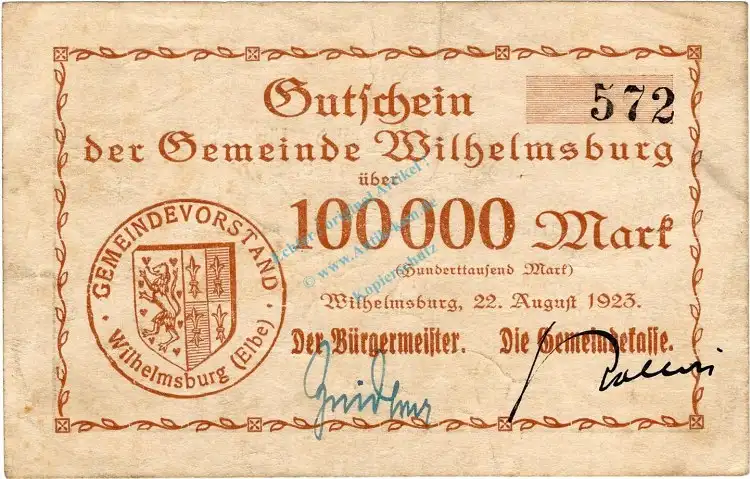 Gutschein
572
der Gemeinde Wilhelmsburg
über
100000 Mark
(Hunderttausend Mark)
Wilhelmsburg, 22. August 1923.
Der Bürgermeister. Die Gemeindekasse.
GEMEINDEVORSTAND
Wilhelmsburg (Elbe)